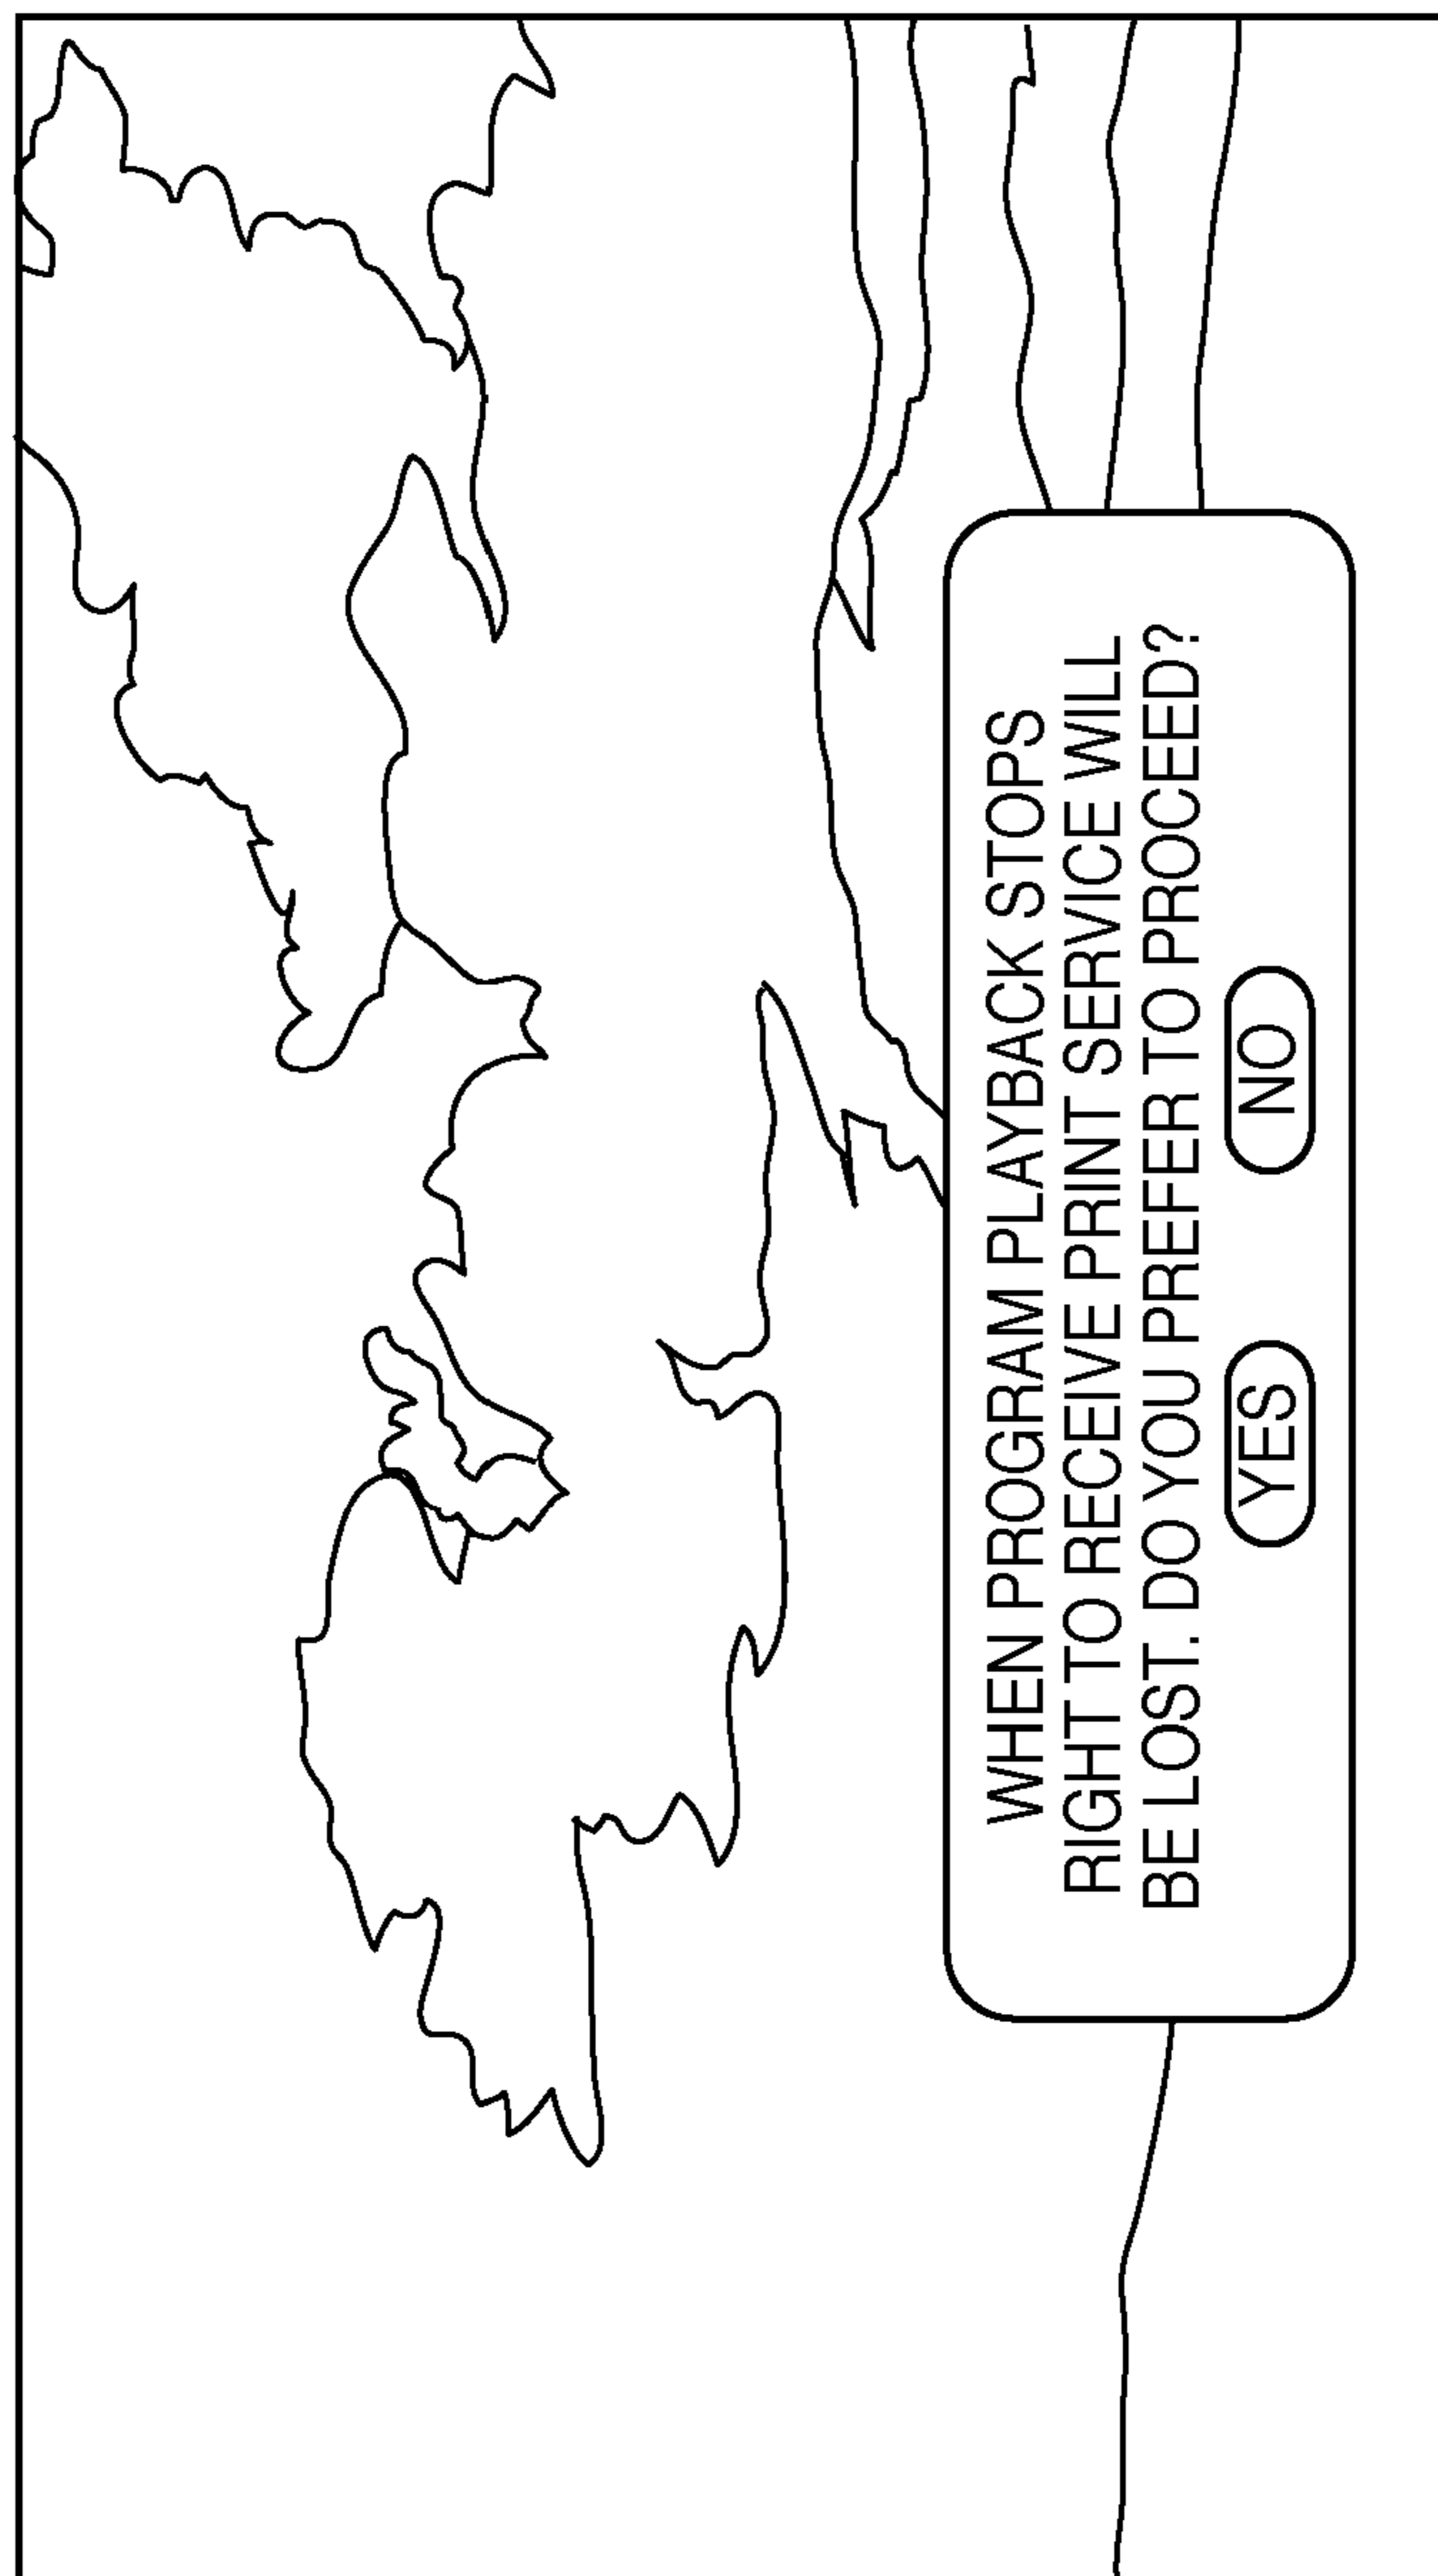 WHEN PROGRAM PLAYBACK STOPS
RIGHT TO RECEIVE PRINT SERVICE WILL
BE LOST. DO YOU PREFER TO PROCEED?
YES NO